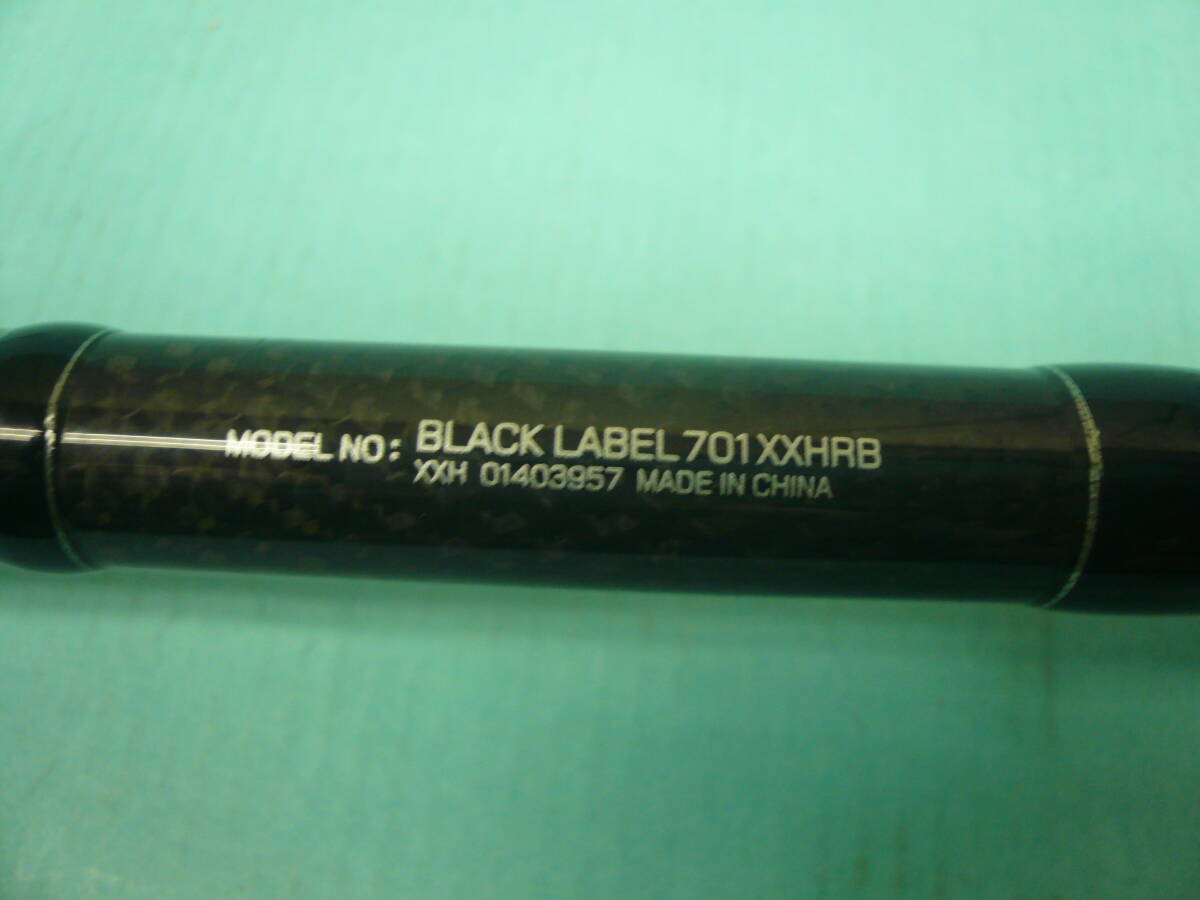 MODEL NO: BLACK LABEL 701XXHRB
XXH 01403957 MADE IN CHINA